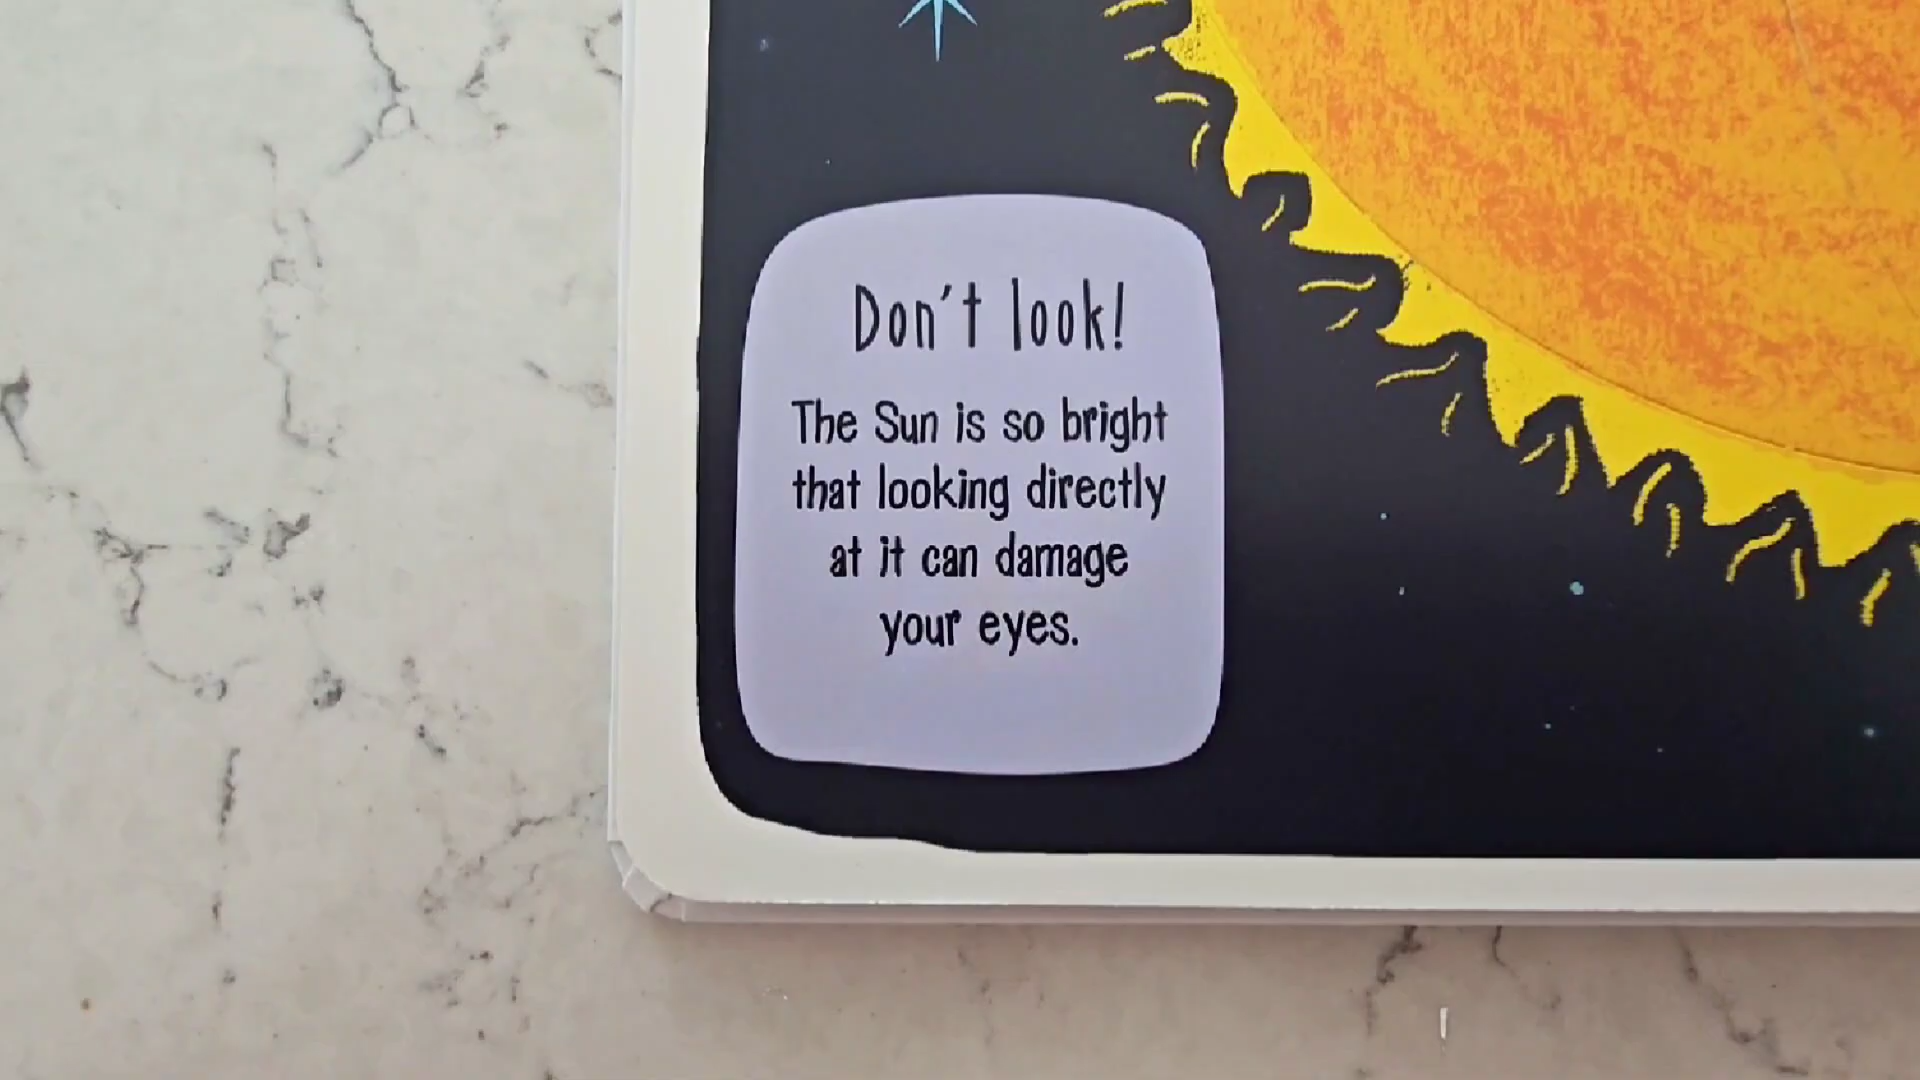 Don't look!
The Sun is so bright
that looking directly
at it can damage
your eyes.